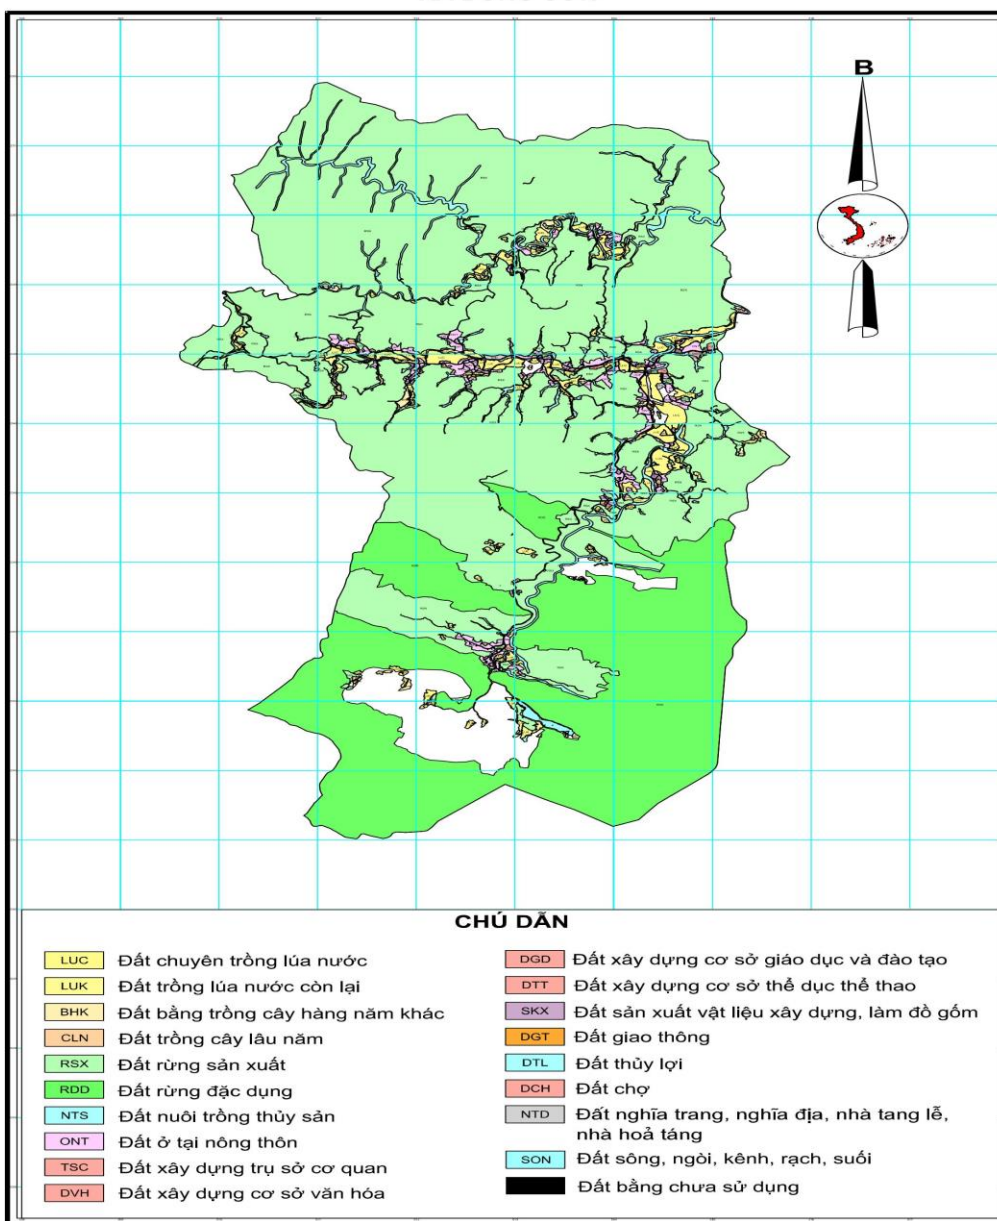 B
CHÚ DẪN
LUC Đất chuyên trồng lúa nước
LUK Đất trồng lúa nước còn lại
BHK Đất bằng trồng cây hàng năm khác
CLN Đất trồng cây lâu năm
RSX Đất rừng sản xuất
RDD Đất rừng đặc dụng
NTS Đất nuôi trồng thủy sản
ONT Đất ở tại nông thôn
TSC Đất xây dựng trụ sở cơ quan
DVH Đất xây dựng cơ sở văn hóa
DGD Đất xây dựng cơ sở giáo dục và đào tạo
DTT Đất xây dựng cơ sở thể dục thể thao
SKX Đất sản xuất vật liệu xây dựng, làm đồ gốm
DGT Đất giao thông
DTL Đất thủy lợi
DCH Đất chợ
NTD Đất nghĩa trang, nghĩa địa, nhà tang lễ,
nhà hoả táng
SON Đất sông, ngòi, kênh, rạch, suối
Đất bằng chưa sử dụng